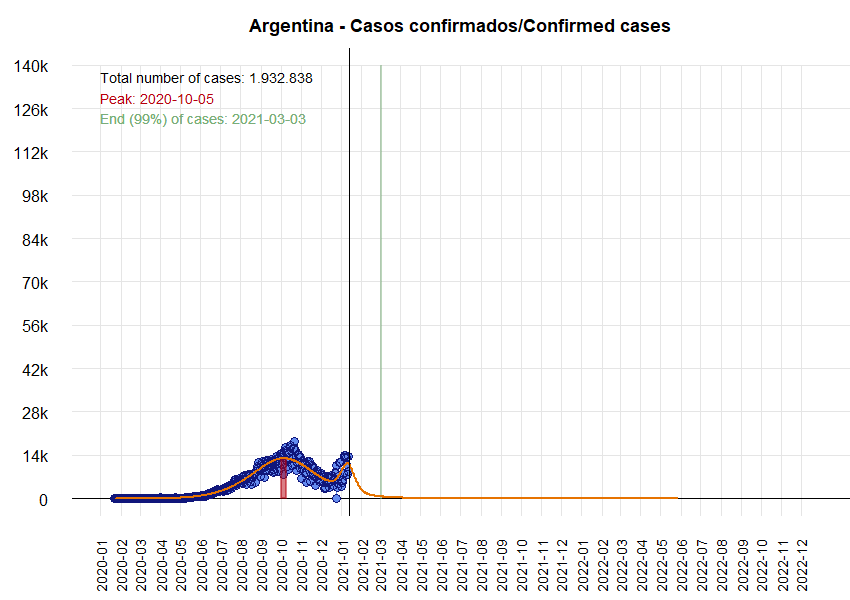 Argentina - Casos confirmados/Confirmed cases
140k
126k
112k
98k
84k
70k
56k
42k
28k
14k
0
Total number of cases: 1.932.838
Peak: 2020-10-05
End (99%) of cases: 2021-03-03
2020-01
2020-02
2020-03
2020-04
2020-05
2020-06
2020-07
2020-08
2020-09
2020-10
2020-11
2020-12
2021-01
2021-02
2021-03
2021-04
2021-05
2021-06
2021-07
2021-08
2021-09
2021-10
2021-11
2021-12
2022-01
2022-02
2022-03
2022-04
2022-05
2022-06
2022-07
2022-08
2022-09
2022-10
2022-11
2022-12